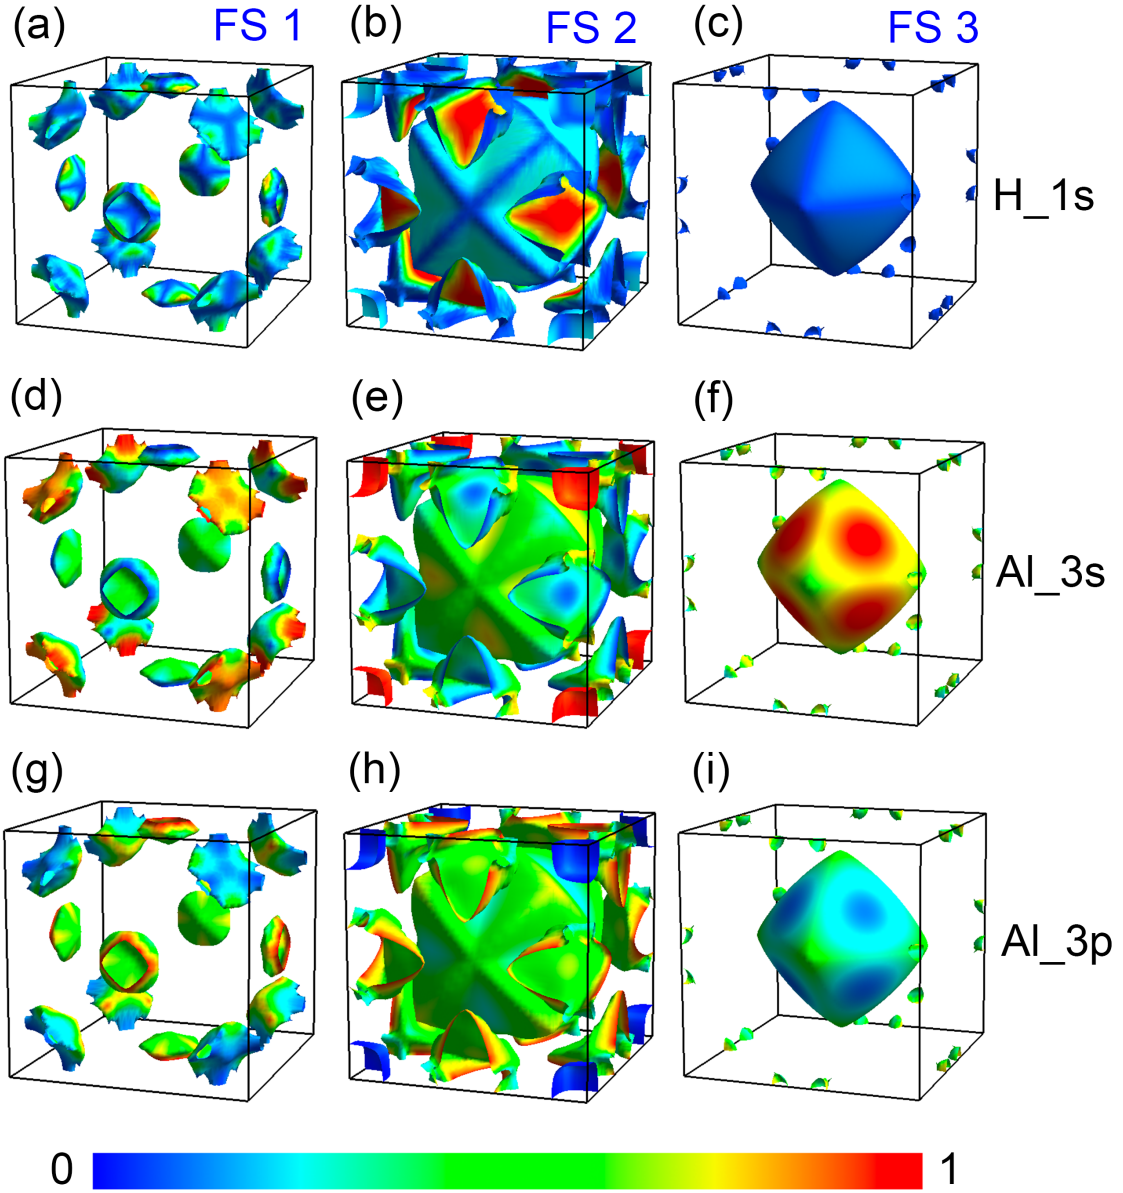 (a) FS 1 (b) FS 2 (c) FS 3
H_1s
(d) (e) (f)
Al_3s
(g) (h) (i)
Al_3p
0 1